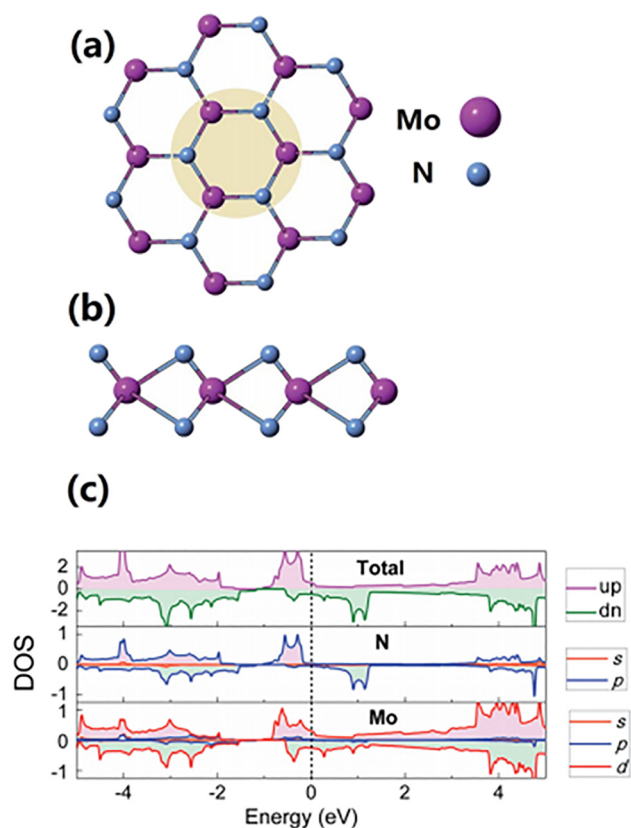 (a)
Mo
N
(b)
(c)
DOS
2
0
-2
Total
up
dn
1
0
-1
N
s
p
1
0
-1
Mo
s
p
d
-4 -2 0 2 4
Energy (eV)